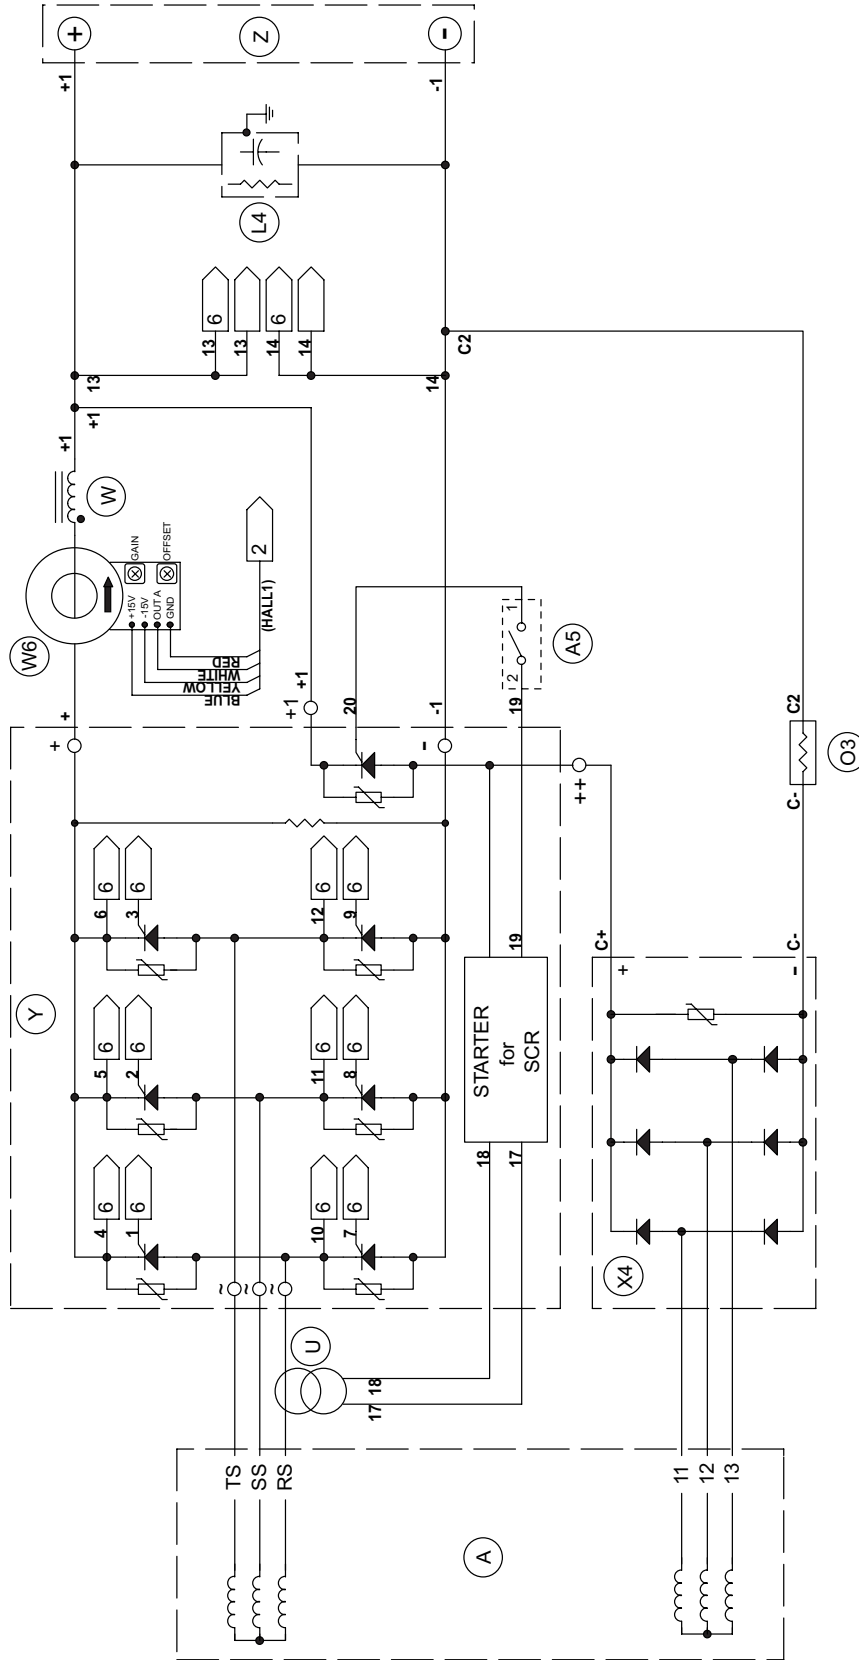 +
Z
-
+1
-1
L4
6
6
13
13
14
14
13
14
C2
+1
+1
W
GAIN
OFFSET
+15V
-15V
OUT A
GND
W6
RED
WHITE
YELLOW
BLUE
(HALL1)
2
+1
+1
A5
1
2
20
19
+
+
-
-1
++
C2
O3
C-
Y
6
6
6
3
6
12
6
9
6
5
6
2
6
11
6
8
6
4
6
1
6
10
6
7
STARTER
for
SCR
19
18
17
C+
+
C-
-
X4
~
~
~
U
18
17
TS
SS
RS
A
11
12
13